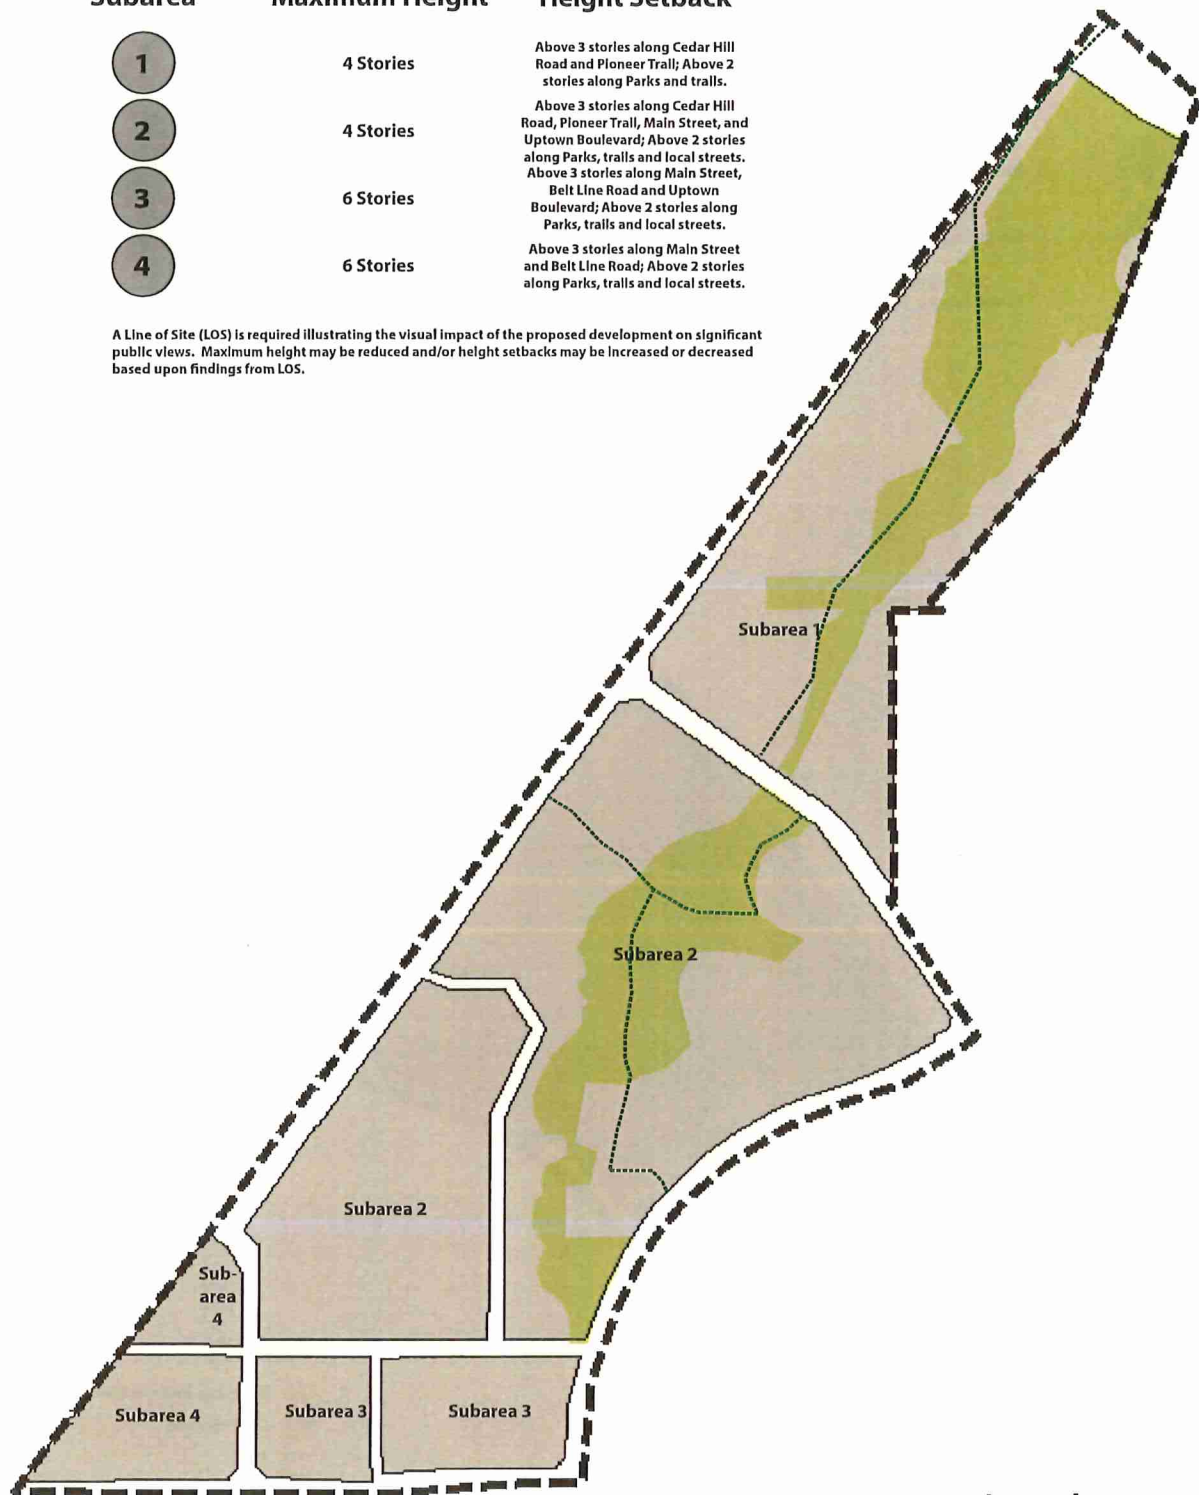 Subarea Maximum Height Height Setback
1 4 Stories Above 3 stories along Cedar Hill
Road and Pioneer Trail; Above 2
stories along Parks and trails.
2 4 Stories Above 3 stories along Cedar Hill
Road, Pioneer Trail, Main Street, and
Uptown Boulevard; Above 2 stories
along Parks, trails and local streets.
3 6 Stories Above 3 stories along Main Street,
Belt Line Road and Uptown
Boulevard; Above 2 stories along
Parks, trails and local streets.
4 6 Stories Above 3 stories along Main Street
and Belt Line Road; Above 2 stories
along Parks, trails and local streets.
A Line of Site (LOS) is required illustrating the visual impact of the proposed development on significant
public views. Maximum height may be reduced and/or height setbacks may be increased or decreased
based upon findings from LOS.
Subarea 1
Subarea 2
Subarea 2
Sub-
area
4
Subarea 4
Subarea 3
Subarea 3